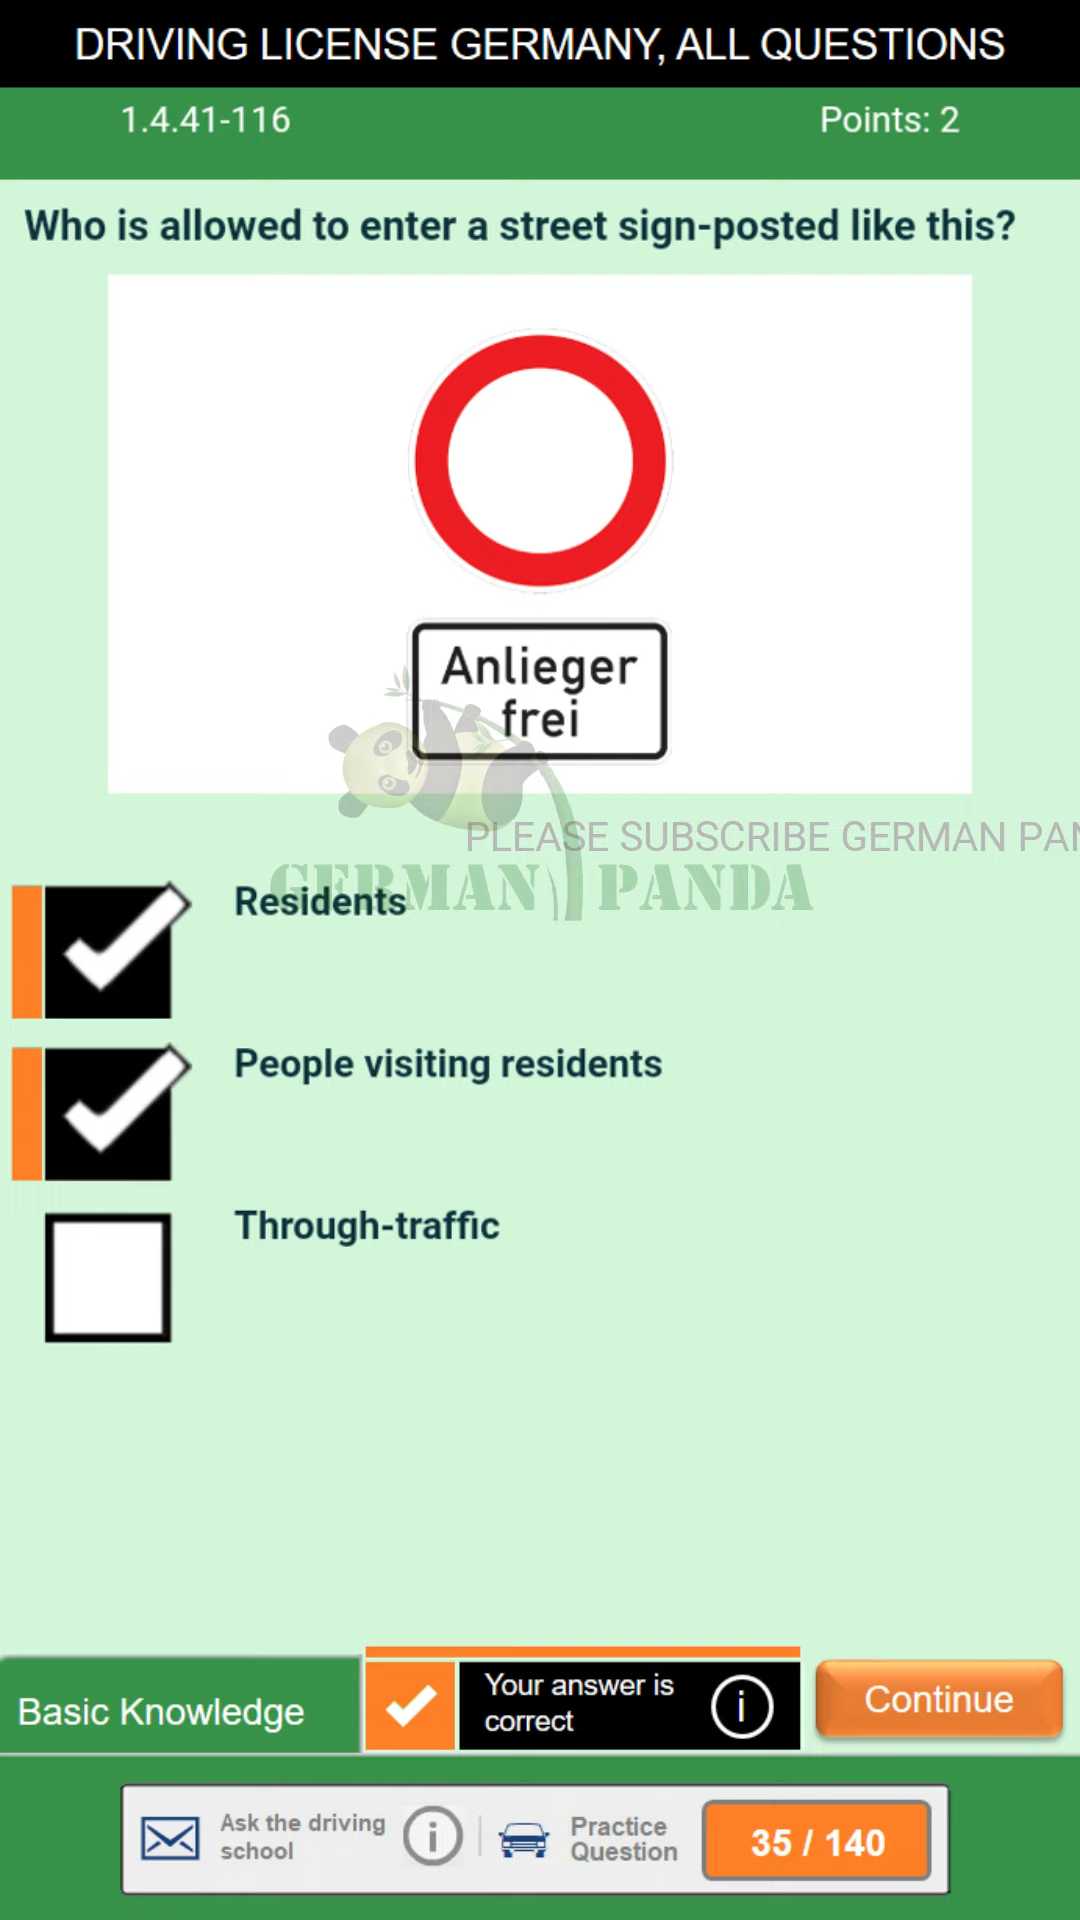 DRIVING LICENSE GERMANY, ALL QUESTIONS
1.4.41-116 Points: 2
Who is allowed to enter a street sign-posted like this?
Anlieger
frei
PLEASE SUBSCRIBE GERMAN PAN
GERMAN PANDA
Residents
People visiting residents
Through-traffic
Basic Knowledge
Your answer is
correct
i
Continue
Ask the driving
school
i
Practice
Question
35 / 140